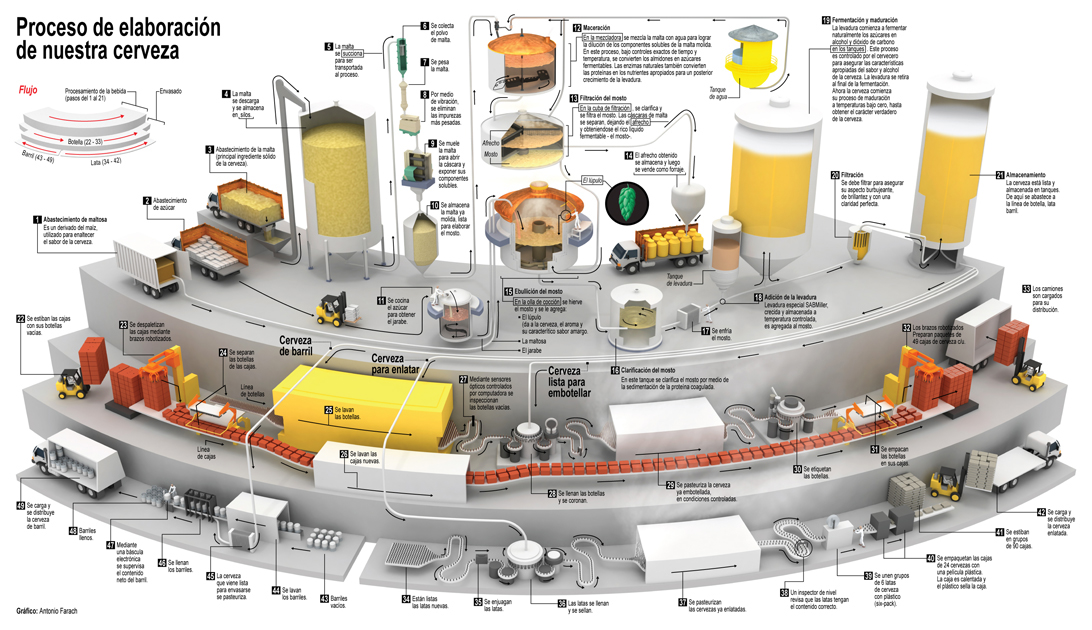 Proceso de elaboración
de nuestra cerveza
Flujo
Procesamiento de la bebida
(pasos del 1 al 21)
Envasado
Botella (22 - 33)
Barril (43 - 49)
Lata (34 - 42)
1 Abastecimiento de maltosa
Es un derivado del maíz,
utilizado para enaltecer
el sabor de la cerveza.
2 Abastecimiento
de azúcar
3 Abastecimiento de la malta
(principal ingrediente sólido
de la cerveza).
4 La malta
se descarga
y se almacena
en silos.
5 La malta
se succiona
para ser
transportada
al proceso.
6 Se colecta
el polvo
de malta.
7 Se pesa
la malta.
8 Por medio
de vibración,
se eliminan
las impurezas
más pesadas.
9 Se muele
la malta
para abrir
la cáscara y
exponer sus
componentes
solubles.
10 Se almacena
la malta ya
molida, lista
para elaborar
el mosto.
11 Se cocina
el azúcar
para obtener
el jarabe.
12 Maceración
En la mezcladora se mezcla la malta con agua para lograr
la dilución de los componentes solubles de la malta molida.
En este proceso, bajo controles exactos de tiempo y
temperatura, se convierten los almidones en azúcares
fermentables. Las enzimas naturales también convierten
las proteínas en los nutrientes apropiados para un posterior
crecimiento de la levadura.
13 Filtración del mosto
En la cuba de filtración, se clarifica y
se filtra el mosto. Las cáscaras de malta
se separan, dejando el afrecho
y obteniéndose el rico líquido
fermentable - el mosto-.
Afrecho
Mosto
14 El afrecho obtenido
se almacena y luego
se vende como forraje.
El lúpulo
15 Ebullición del mosto
En la olla de cocción se hierve
el mosto y se le agrega:
• El lúpulo
(da a la cerveza, el aroma y
su característico sabor amargo.
La maltosa
El jarabe
16 Clarificación del mosto
En este tanque se clarifica el mosto por medio de
la sedimentación de la proteína coagulada.
17 Se enfría
el mosto.
18 Adición de la levadura
Levadura especial SABMiller,
crecida y almacenada a
temperatura controlada,
es agregada al mosto.
Tanque
de levadura
Tanque
de agua
19 Fermentación y maduración
La levadura comienza a fermentar
naturalmente los azúcares en
alcohol y dióxido de carbono
en los tanques. Este proceso
es controlado por el cervecero
para asegurar las características
apropiadas del sabor y alcohol
de la cerveza. La levadura se retira
al final de la fermentación.
Ahora la cerveza comienza
su proceso de maduración
a temperaturas bajo cero, hasta
obtener el carácter verdadero
de la cerveza.
20 Filtración
Se debe filtrar para asegurar
su aspecto burbujeante,
de brillantez y con una
claridad perfecta.
21 Almacenamiento
La cerveza está lista y
almacenada en tanques.
De aquí se abastece a
la línea de botella, lata
barril.
22 Se estiban las cajas
con sus botellas
vacías.
23 Se despaletizan
las cajas mediante
brazos robotizados.
24 Se separan
las botellas
de las cajas.
Línea
de botellas
Línea
de cajas
Cerveza
de barril
Cerveza
para enlatar
Cerveza
lista para
embotellar
25 Se lavan
las botellas.
26 Se lavan las
cajas nuevas.
27 Mediante sensores
ópticos controlados
por computadora se
inspeccionan
las botellas vacías.
28 Se llenan las botellas
y se coronan.
29 Se pasteuriza la cerveza
ya embotellada,
en condiciones controladas.
30 Se etiquetan
las botellas.
31 Se empacan
las botellas
en sus cajas.
32 Los brazos robotizados
Preparan paquetes de
49 cajas de cerveza c/u.
33 Los camiones
son cargados
para su
distribución.
34 Están listas
las latas nuevas.
35 Se enjuagan
las latas.
36 Las latas se llenan
y se sellan.
37 Se pasteurizan
las cervezas ya enlatadas.
38 Un inspector de nivel
revisa que las latas tengan
el contenido correcto.
39 Se unen grupos
de 6 latas
de cerveza
con plástico
(six-pack).
40 Se empaquetan las cajas
de 24 cervezas con
una película plástica.
La caja es calentada y
el plástico sella la caja.
41 Se estiban
en grupos
de 90 cajas.
42 Se carga y
se distribuye
la cerveza
enlatada.
43 Barriles
vacíos.
44 Se lavan
los barriles.
45 La cerveza
que viene lista
para envasarse
se pasteuriza.
46 Se llenan
los barriles.
47 Mediante
una báscula
electrónica
se supervisa
el contenido
neto del barril.
48 Barriles
llenos.
49 Se carga y
se distribuye
la cerveza
de barril.
Gráfico: Antonio Farach